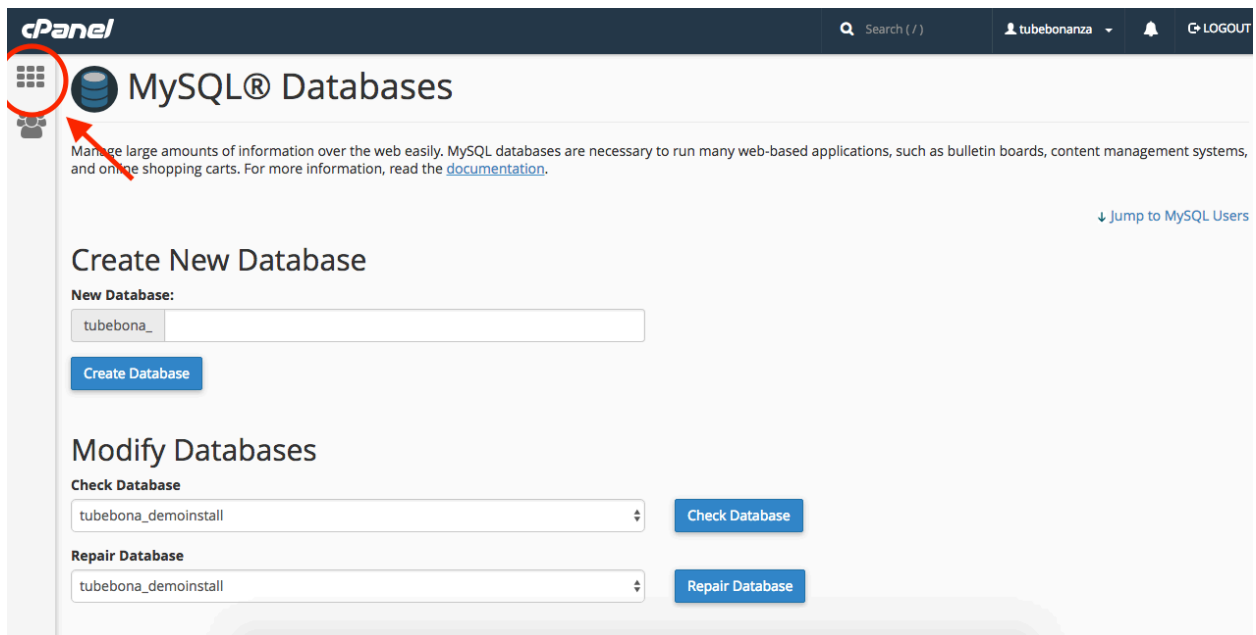 cPanel
Search ( / )
tubebonanza
LOGOUT
MySQL® Databases
Manage large amounts of information over the web easily. MySQL databases are necessary to run many web-based applications, such as bulletin boards, content management systems,
and online shopping carts. For more information, read the documentation.
Jump to MySQL Users
Create New Database
New Database:
tubebona_
Create Database
Modify Databases
Check Database
tubebona_demoinstall
Check Database
Repair Database
tubebona_demoinstall
Repair Database